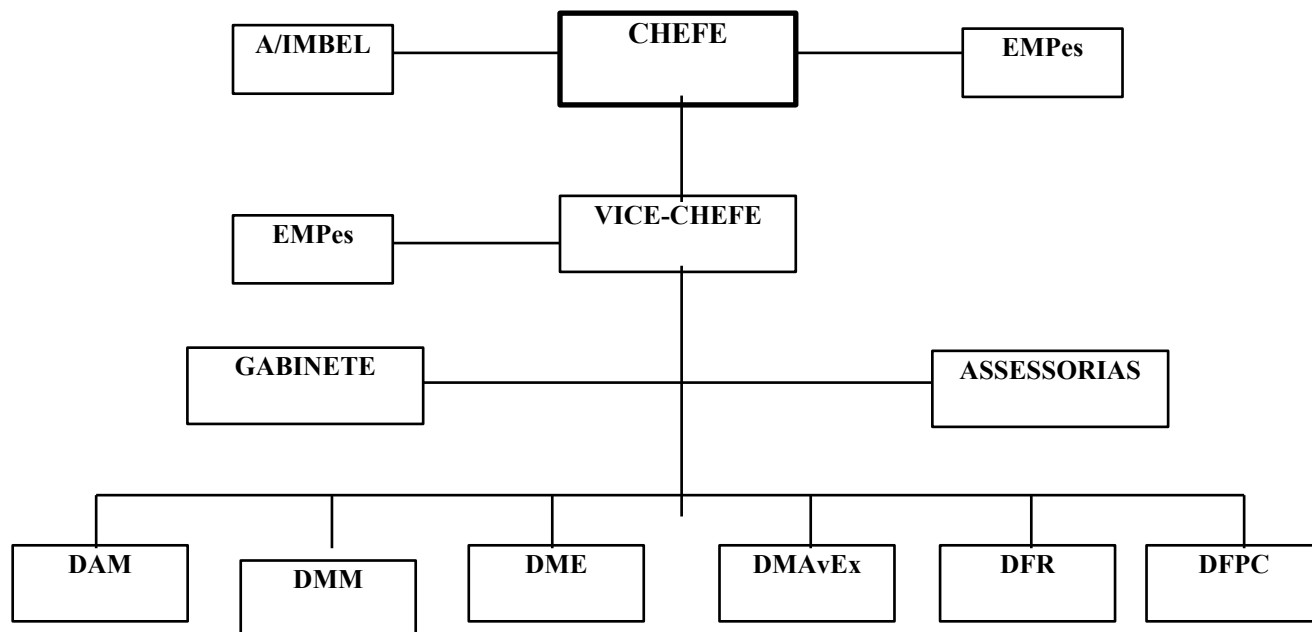 A/IMBEL
CHEFE
EMPes
EMPes
VICE-CHEFE
GABINETE
ASSESSORIAS
DAM
DMM
DME
DMAvEx
DFR
DFPC